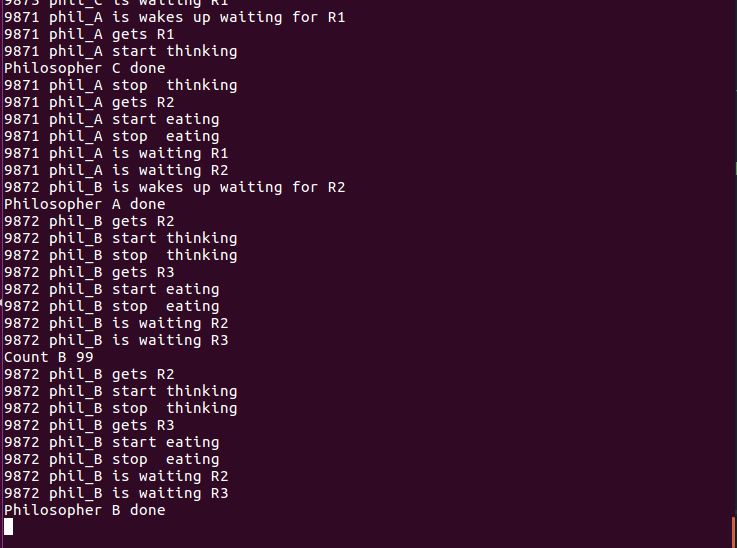 9873 phil_C is waiting R1
9871 phil_A is wakes up waiting for R1
9871 phil_A gets R1
9871 phil_A start thinking
Philosopher C done
9871 phil_A stop  thinking
9871 phil_A gets R2
9871 phil_A start eating
9871 phil_A stop  eating
9871 phil_A is waiting R1
9871 phil_A is waiting R2
9872 phil_B is wakes up waiting for R2
Philosopher A done
9872 phil_B gets R2
9872 phil_B start thinking
9872 phil_B stop  thinking
9872 phil_B gets R3
9872 phil_B start eating
9872 phil_B stop  eating
9872 phil_B is waiting R2
9872 phil_B is waiting R3
Count B 99
9872 phil_B gets R2
9872 phil_B start thinking
9872 phil_B stop  thinking
9872 phil_B gets R3
9872 phil_B start eating
9872 phil_B stop  eating
9872 phil_B is waiting R2
9872 phil_B is waiting R3
Philosopher B done